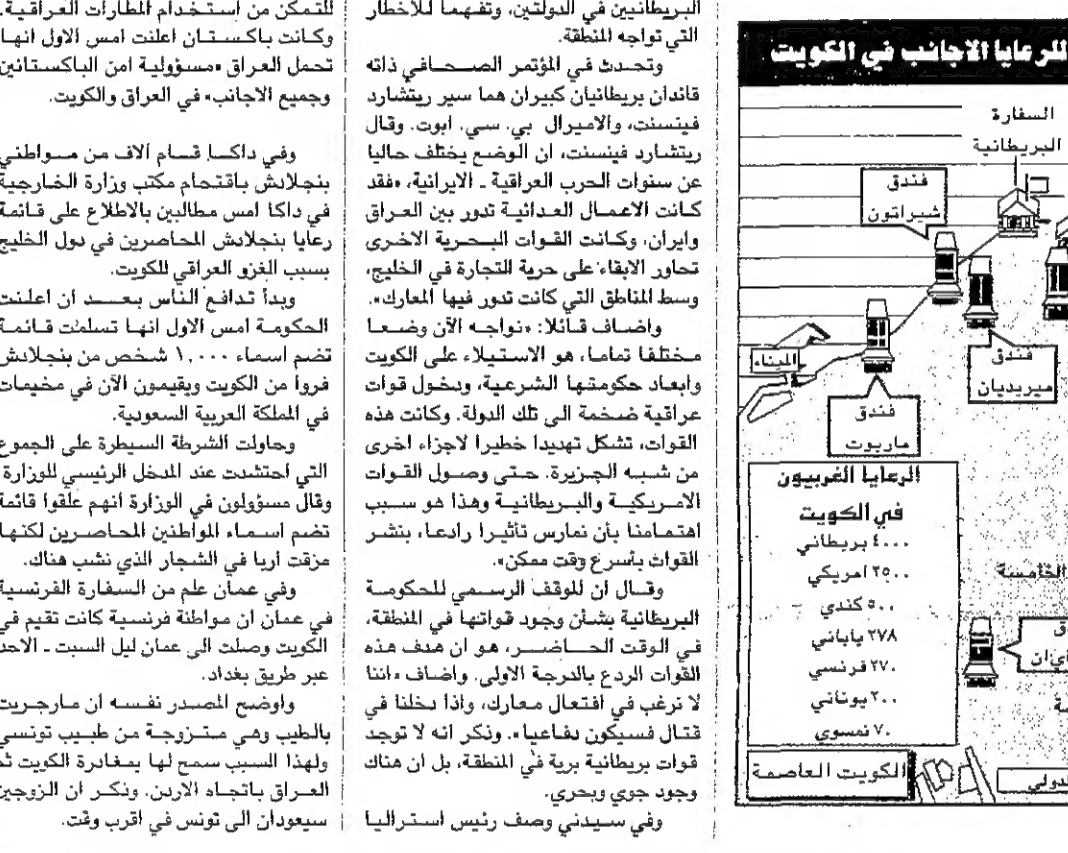 للرعايا الاجانب في الكويت
السفارة
البريطانية
فندق
شيراتون
الميناء
فندق
ميريديان
فندق
ماريوت
الرعايا الغربيون
في الكويت
٤٠٠٠ بريطاني
٢٥٠٠ امريكي
٥٠٠ كندي
٢٧٨ ياباني
٢٧٠ فرنسي
٢٠٠ يوناني
٧٠ نمسوي
الخامسة
الكويت العاصمة
الدولي
البريطانيين في الدولتين، وتفهما للأخطار
التي تواجه المنطقة.
وتحدث في المؤتمر الصحافي ذاته
قائدان بريطانيان كبيران هما سير ريتشارد
فينسنت، والاميرال بي. سي. ابوت. وقال
ريتشارد فينسنت، ان الوضع يختلف حاليا
عن سنوات الحرب العراقية ـ الايرانية، «فقد
كانت الاعمال العدائية تدور بين العراق
وايران، وكانت القوات البحرية الاخرى
تحاور الابقاء على حرية التجارة في الخليج،
وسط المناطق التي كانت تدور فيها المعارك».
واضاف قائلا: «نواجه الآن وضعا
مختلفا تماما، هو الاستيلاء على الكويت
وابعاد حكومتها الشرعية، ودخول قوات
عراقية ضخمة الى تلك الدولة. وكانت هذه
القوات، تشكل تهديدا خطيرا لاجزاء اخرى
من شبه الجزيرة. حتى وصول القوات
الامريكية والبريطانية وهذا هو سبب
اهتمامنا بأن نمارس تأثيرا رادعا، بنشر
القوات بأسرع وقت ممكن».
وقال ان للوقف الرسمي للحكومة
البريطانية بشأن وجود قواتها في المنطقة،
في الوقت الحاضر، هو ان هدف هذه
القوات الردع بالدرجة الاولى. واضاف «اننا
لا نرغب في افتعال معارك، واذا دخلنا في
قتال فسيكون دفاعيا». وذكر انه لا توجد
قوات بريطانية برية في المنطقة، بل ان هناك
وجود جوي وبحري.
وفي سيدني وصف رئيس استراليا
للتمكن من استخدام المطارات العراقية.
وكانت باكستان اعلنت امس الاول انها
تحمل العراق «مسؤولية امن الباكستانين
وجميع الاجانب» في العراق والكويت.
وفي داكا قام آلاف من مواطني
بنجلادش باقتحام مكتب وزارة الخارجية
في داكا امس مطالبين بالاطلاع على قائمة
رعايا بنجلادش المحاصرين في دول الخليج
بسبب الغزو العراقي للكويت.
وبدأ تدافع الناس بعد ان اعلنت
الحكومة امس الاول انها تسلمت قائمة
تضم اسماء ١,٠٠٠ شخص من بنجلادش
فروا من الكويت ويقيمون الآن في مخيمات
في المملكة العربية السعودية.
وحاولت الشرطة السيطرة على الجموع
التي احتشدت عند المدخل الرئيسي للوزارة
وقال مسؤولون في الوزارة انهم علقوا قائمة
تضم اسماء المواطنين المحاصرين لكنها
مزقت اربا في الشجار الذي نشب هناك.
وفي عمان علم من السفارة الفرنسية
في عمان ان مواطنة فرنسية كانت تقيم في
الكويت وصلت الى عمان ليل السبت ـ الاحد
عبر طريق بغداد.
واوضح المصدر نفسه ان مارجريت
بالطيب وهي متزوجة من طبيب تونسي
ولهذا السبب سمح لها بمغادرة الكويت ثم
العراق باتجاه الاردن. وذكر ان الزوجين
سيعودان الى تونس في اقرب وقت.